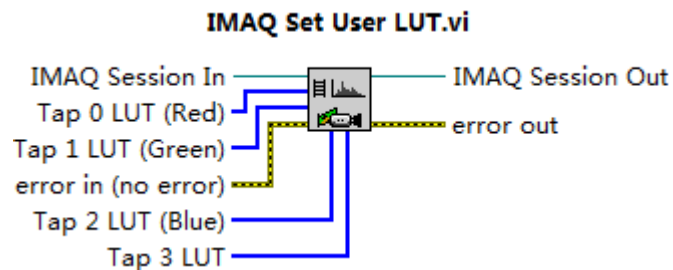 IMAQ Set User LUT.vi
IMAQ Session In
IMAQ Session Out
Tap 0 LUT (Red)
error out
Tap 1 LUT (Green)
error in (no error)
Tap 2 LUT (Blue)
Tap 3 LUT